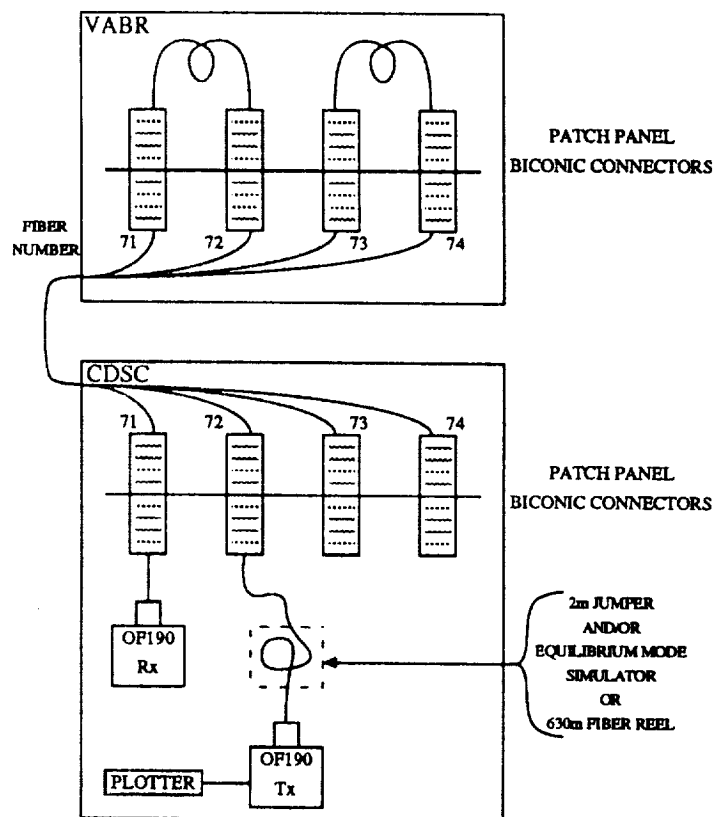 VABR
PATCH PANEL
BICONIC CONNECTORS
FIBER
NUMBER
71
72
73
74
CDSC
71
72
73
74
PATCH PANEL
BICONIC CONNECTORS
OF190
Rx
2m JUMPER
AND/OR
EQUILIBRIUM MODE
SIMULATOR
OR
630m FIBER REEL
OF190
Tx
PLOTTER